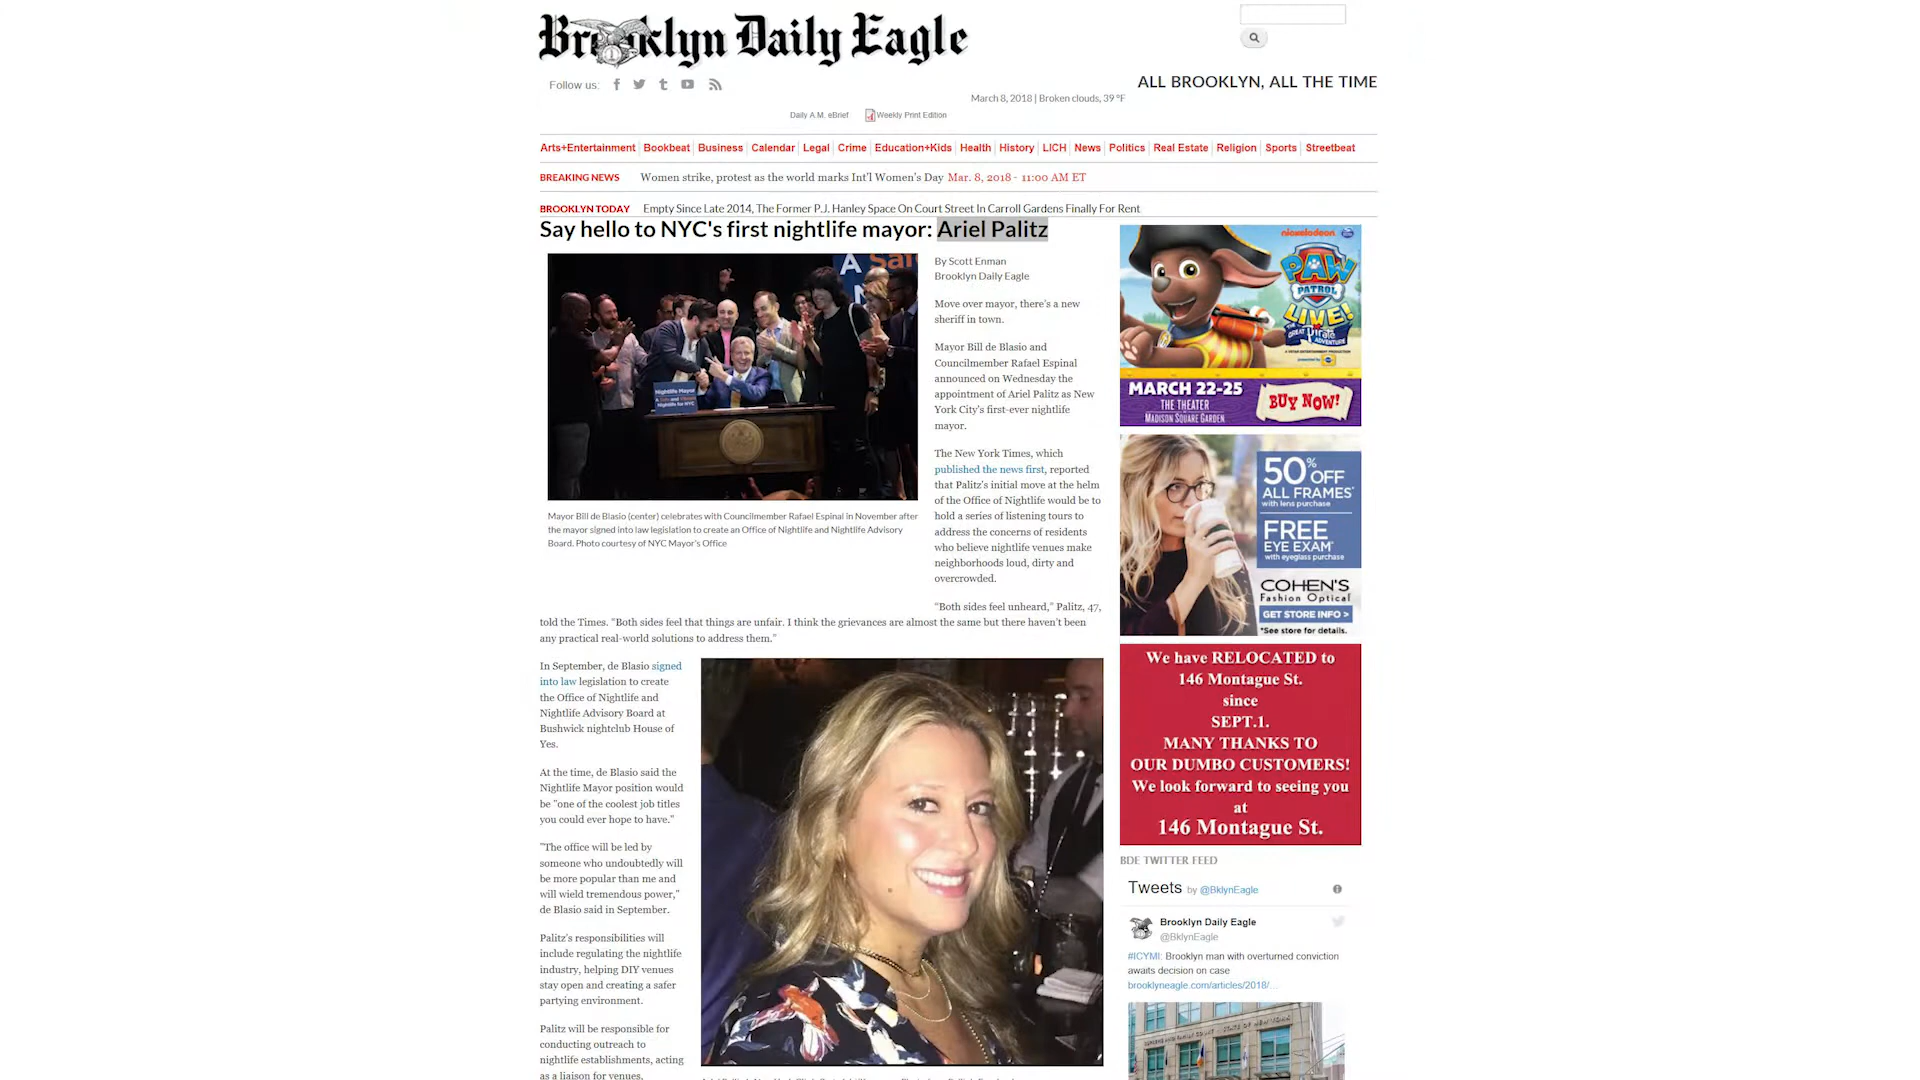 Brooklyn Daily Eagle
Follow us:
ALL BROOKLYN, ALL THE TIME
March 8, 2018 | Broken clouds, 39 °F
Daily A.M. eBrief
Weekly Print Edition
Arts+Entertainment Bookbeat Business Calendar Legal Crime Education+Kids Health History LICH News Politics Real Estate Religion Sports Streetbeat
BREAKING NEWS Women strike, protest as the world marks Int'l Women's Day Mar. 8, 2018 - 11:00 AM ET
BROOKLYN TODAY Empty Since Late 2014, The Former P.J. Hanley Space On Court Street In Carroll Gardens Finally For Rent
Say hello to NYC's first nightlife mayor: Ariel Palitz
Nightlife Mayor
A Safe and Vibrant
Nightlife for NYC
Mayor Bill de Blasio (center) celebrates with Councilmember Rafael Espinal in November after
the mayor signed into law legislation to create an Office of Nightlife and Nightlife Advisory
Board. Photo courtesy of NYC Mayor's Office
By Scott Enman
Brooklyn Daily Eagle
Move over mayor, there's a new
sheriff in town.
Mayor Bill de Blasio and
Councilmember Rafael Espinal
announced on Wednesday the
appointment of Ariel Palitz as New
York City's first-ever nightlife
mayor.
The New York Times, which
published the news first, reported
that Palitz's initial move at the helm
of the Office of Nightlife would be to
hold a series of listening tours to
address the concerns of residents
who believe nightlife venues make
neighborhoods loud, dirty and
overcrowded.
"Both sides feel unheard," Palitz, 47,
told the Times. "Both sides feel that things are unfair. I think the grievances are almost the same but there haven't been
any practical real-world solutions to address them."
In September, de Blasio signed
into law legislation to create
the Office of Nightlife and
Nightlife Advisory Board at
Bushwick nightclub House of
Yes.
At the time, de Blasio said the
Nightlife Mayor position would
be "one of the coolest job titles
you could ever hope to have."
"The office will be led by
someone who undoubtedly will
be more popular than me and
will wield tremendous power,"
de Blasio said in September.
Palitz's responsibilities will
include regulating the nightlife
industry, helping DIY venues
stay open and creating a safer
partying environment.
Palitz will be responsible for
conducting outreach to
nightlife establishments, acting
as a liaison for venues,
nickelodeon
PAW
PATROL
LIVE!
THE GREAT Pirate
ADVENTURE
MARCH 22-25
THE THEATER
MADISON SQUARE GARDEN
BUY NOW!
50% OFF
ALL FRAMES*
with lens purchase
FREE
EYE EXAM*
with eyeglass purchase
COHEN'S
Fashion Optical
GET STORE INFO >
*See store for details.
We have RELOCATED to
146 Montague St.
since
SEPT.1.
MANY THANKS TO
OUR DUMBO CUSTOMERS!
We look forward to seeing you
at
146 Montague St.
BDE TWITTER FEED
Tweets by @BklynEagle
Brooklyn Daily Eagle
@BklynEagle
#ICYMI: Brooklyn man with overturned conviction
awaits decision on case
brooklyneagle.com/articles/2018/...